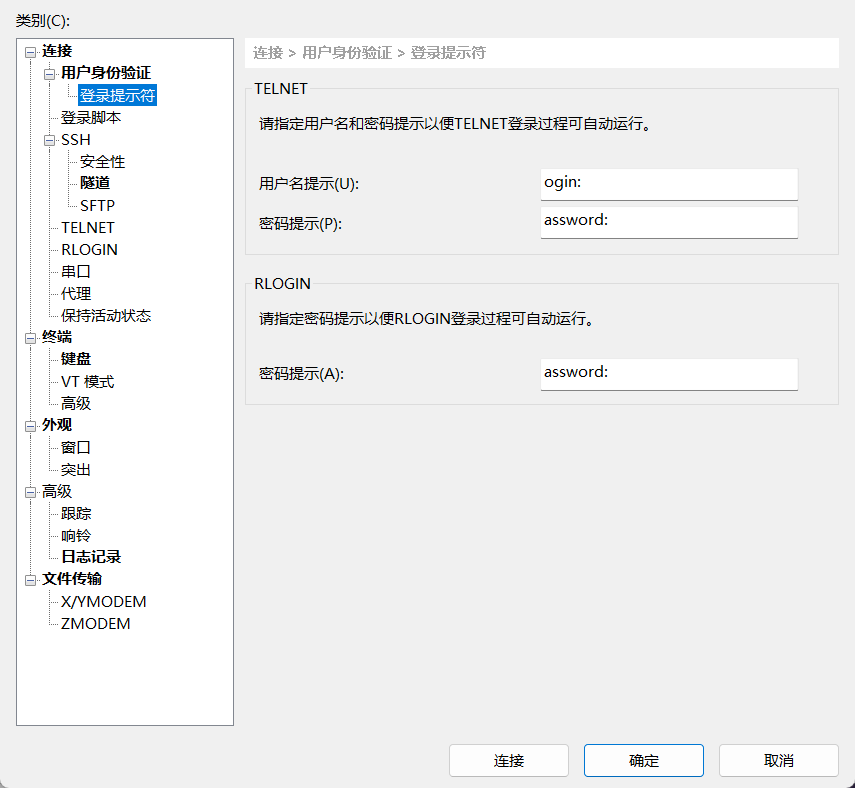 类别(C):
连接
用户身份验证
登录提示符
登录脚本
SSH
安全性
隧道
SFTP
TELNET
RLOGIN
串口
代理
保持活动状态
终端
键盘
VT 模式
高级
外观
窗口
突出
高级
跟踪
响铃
日志记录
文件传输
X/YMODEM
ZMODEM
连接 > 用户身份验证 > 登录提示符
TELNET
请指定用户名和密码提示以便TELNET登录过程可自动运行。
用户名提示(U): ogin:
密码提示(P): assword:
RLOGIN
请指定密码提示以便RLOGIN登录过程可自动运行。
密码提示(A): assword:
连接 确定 取消